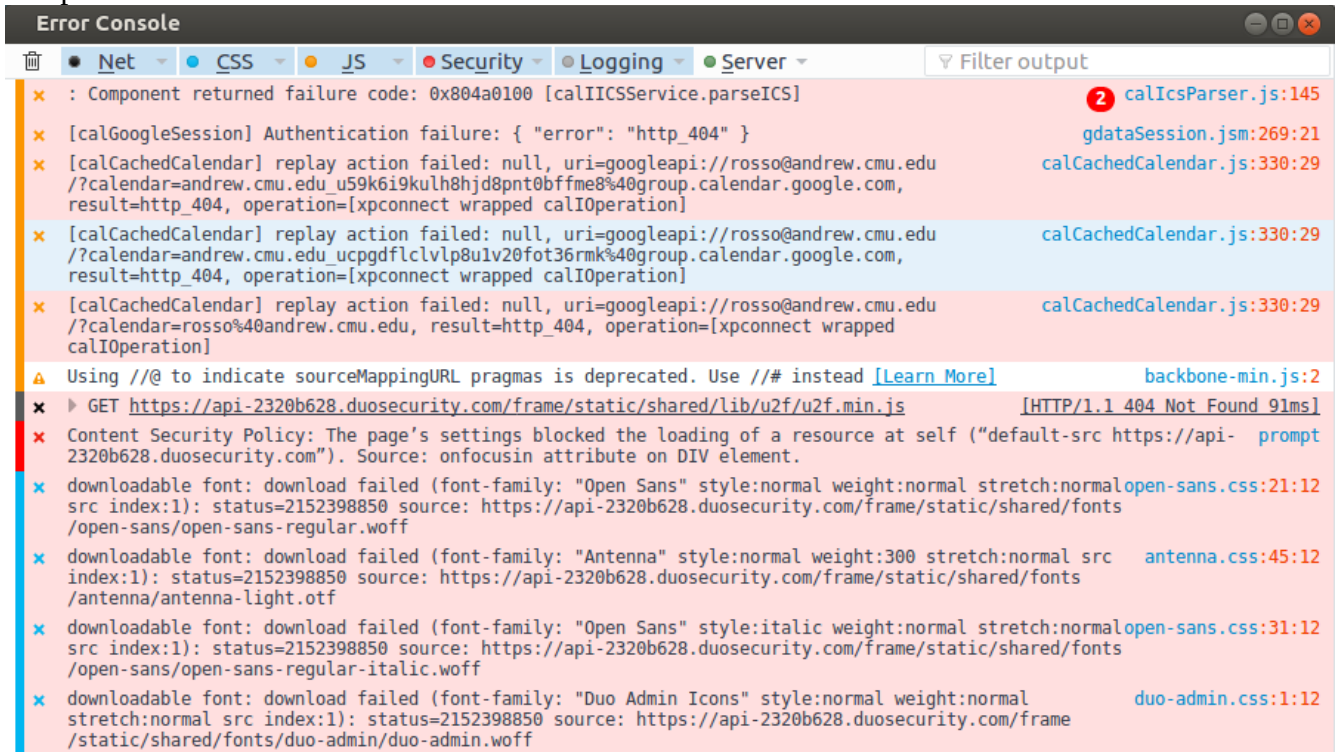 Error Console
Net CSS JS Security Logging Server Filter output
: Component returned failure code: 0x804a0100 [calIICSService.parseICS] 2 calIcsParser.js:145
[calGoogleSession] Authentication failure: { "error": "http_404" } gdataSession.jsm:269:21
[calCachedCalendar] replay action failed: null, uri=googleapi://rosso@andrew.cmu.edu calCachedCalendar.js:330:29
/?calendar=andrew.cmu.edu_u59k6i9kulh8hjd8pnt0bffme8%40group.calendar.google.com,
result=http_404, operation=[xpconnect wrapped calIOperation]
[calCachedCalendar] replay action failed: null, uri=googleapi://rosso@andrew.cmu.edu calCachedCalendar.js:330:29
/?calendar=andrew.cmu.edu_ucpgdflclvlp8u1v20fot36rmk%40group.calendar.google.com,
result=http_404, operation=[xpconnect wrapped calIOperation]
[calCachedCalendar] replay action failed: null, uri=googleapi://rosso@andrew.cmu.edu calCachedCalendar.js:330:29
/?calendar=rosso%40andrew.cmu.edu, result=http_404, operation=[xpconnect wrapped
calIOperation]
Using //@ to indicate sourceMappingURL pragmas is deprecated. Use //# instead [Learn More] backbone-min.js:2
GET https://api-2320b628.duosecurity.com/frame/static/shared/lib/u2f/u2f.min.js [HTTP/1.1 404 Not Found 91ms]
Content Security Policy: The page’s settings blocked the loading of a resource at self (“default-src https://api- prompt
2320b628.duosecurity.com”). Source: onfocusin attribute on DIV element.
downloadable font: download failed (font-family: "Open Sans" style:normal weight:normal stretch:normal open-sans.css:21:12
src index:1): status=2152398850 source: https://api-2320b628.duosecurity.com/frame/static/shared/fonts
/open-sans/open-sans-regular.woff
downloadable font: download failed (font-family: "Antenna" style:normal weight:300 stretch:normal src antenna.css:45:12
index:1): status=2152398850 source: https://api-2320b628.duosecurity.com/frame/static/shared/fonts
/antenna/antenna-light.otf
downloadable font: download failed (font-family: "Open Sans" style:italic weight:normal stretch:normal open-sans.css:31:12
src index:1): status=2152398850 source: https://api-2320b628.duosecurity.com/frame/static/shared/fonts
/open-sans/open-sans-regular-italic.woff
downloadable font: download failed (font-family: "Duo Admin Icons" style:normal weight:normal duo-admin.css:1:12
stretch:normal src index:1): status=2152398850 source: https://api-2320b628.duosecurity.com/frame
/static/shared/fonts/duo-admin/duo-admin.woff